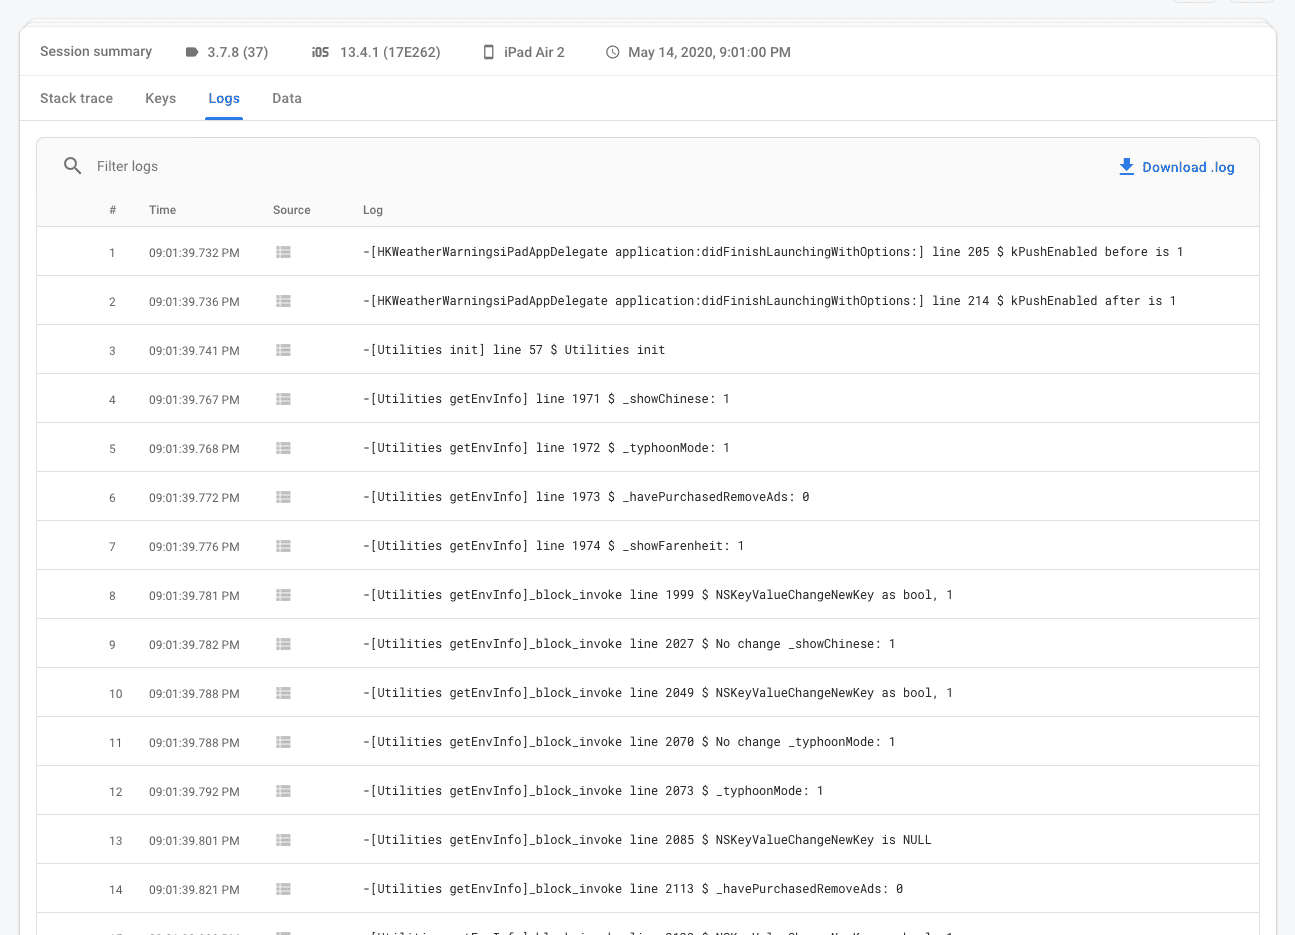 Session summary 3.7.8 (37) iOS 13.4.1 (17E262) iPad Air 2 May 14, 2020, 9:01:00 PM
Stack trace Keys Logs Data
Filter logs Download .log
# Time Source Log
1 09:01:39.732 PM -[HKWeatherWarningsiPadAppDelegate application:didFinishLaunchingWithOptions:] line 205 $ kPushEnabled before is 1
2 09:01:39.736 PM -[HKWeatherWarningsiPadAppDelegate application:didFinishLaunchingWithOptions:] line 214 $ kPushEnabled after is 1
3 09:01:39.741 PM -[Utilities init] line 57 $ Utilities init
4 09:01:39.767 PM -[Utilities getEnvInfo] line 1971 $ _showChinese: 1
5 09:01:39.768 PM -[Utilities getEnvInfo] line 1972 $ _typhoonMode: 1
6 09:01:39.772 PM -[Utilities getEnvInfo] line 1973 $ _havePurchasedRemoveAds: 0
7 09:01:39.776 PM -[Utilities getEnvInfo] line 1974 $ _showFarenheit: 1
8 09:01:39.781 PM -[Utilities getEnvInfo]_block_invoke line 1999 $ NSKeyValueChangeNewKey as bool, 1
9 09:01:39.782 PM -[Utilities getEnvInfo]_block_invoke line 2027 $ No change _showChinese: 1
10 09:01:39.788 PM -[Utilities getEnvInfo]_block_invoke line 2049 $ NSKeyValueChangeNewKey as bool, 1
11 09:01:39.788 PM -[Utilities getEnvInfo]_block_invoke line 2070 $ No change _typhoonMode: 1
12 09:01:39.792 PM -[Utilities getEnvInfo]_block_invoke line 2073 $ _typhoonMode: 1
13 09:01:39.801 PM -[Utilities getEnvInfo]_block_invoke line 2085 $ NSKeyValueChangeNewKey is NULL
14 09:01:39.821 PM -[Utilities getEnvInfo]_block_invoke line 2113 $ _havePurchasedRemoveAds: 0